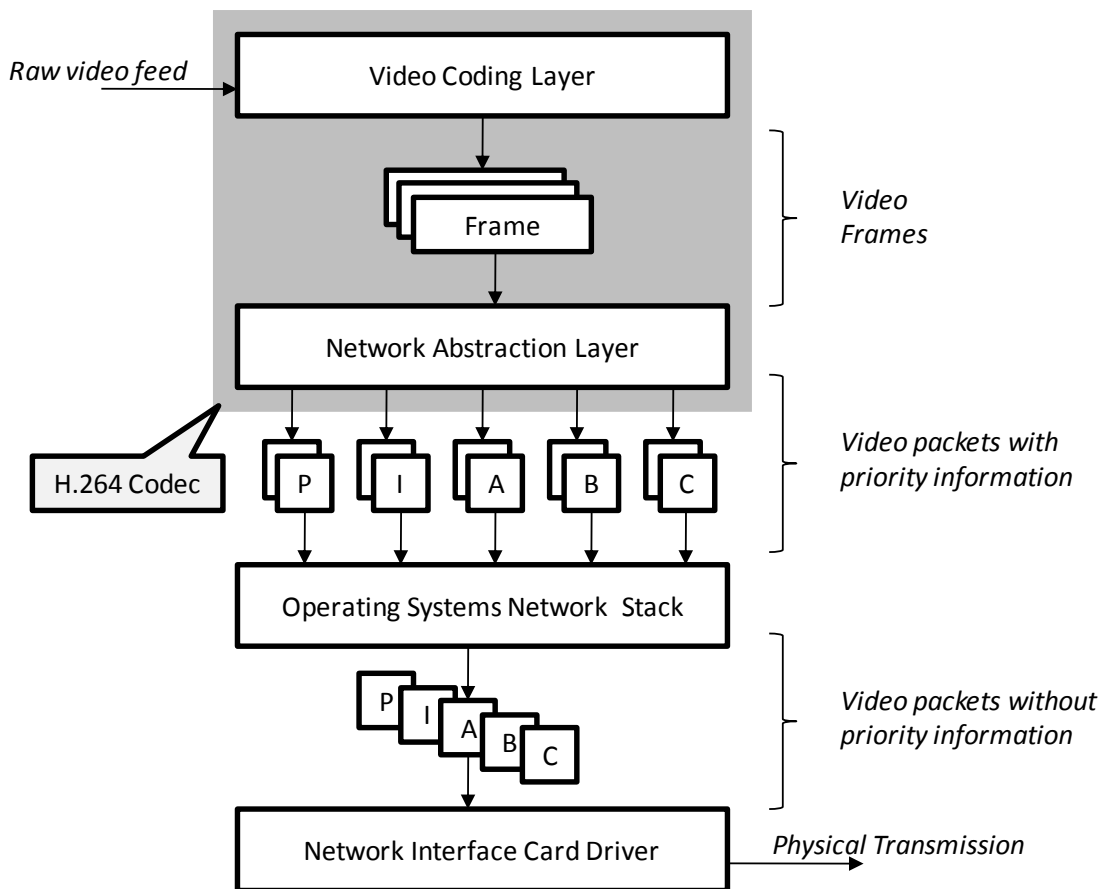 Raw video feed
Video Coding Layer
Frame
Video
Frames
Network Abstraction Layer
H.264 Codec
P
I
A
B
C
Video packets with
priority information
Operating Systems Network Stack
P
I
A
B
C
Video packets without
priority information
Network Interface Card Driver
Physical Transmission